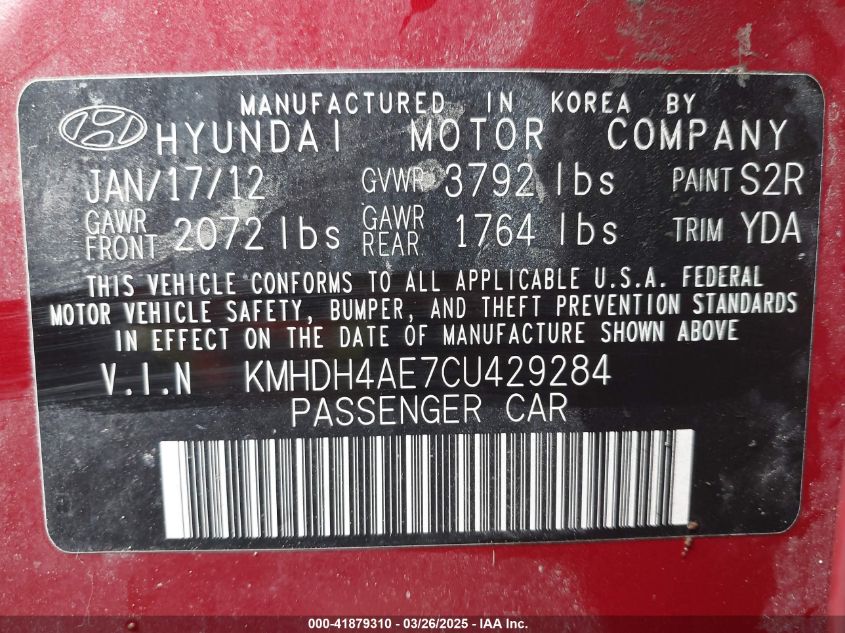 MANUFACTURED IN KOREA BY
HYUNDAI MOTOR COMPANY
JAN/17/12 GVWR 3792 lbs PAINT S2R
GAWR FRONT 2072 lbs GAWR REAR 1764 lbs TRIM YDA
THIS VEHICLE CONFORMS TO ALL APPLICABLE U.S.A. FEDERAL
MOTOR VEHICLE SAFETY, BUMPER, AND THEFT PREVENTION STANDARDS
IN EFFECT ON THE DATE OF MANUFACTURE SHOWN ABOVE
V.I.N KMHDH4AE7CU429284
PASSENGER CAR
000-41879310 - 03/26/2025 - IAA Inc.